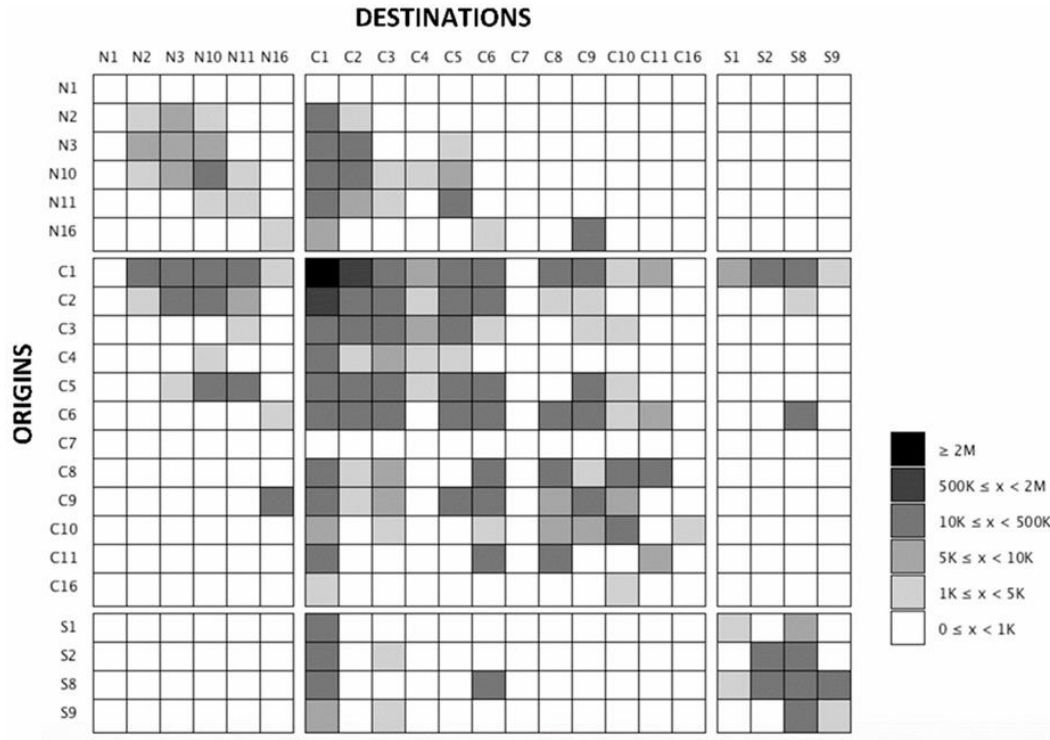 DESTINATIONS
N1 N2 N3 N10 N11 N16 C1 C2 C3 C4 C5 C6 C7 C8 C9 C10 C11 C16 S1 S2 S8 S9
ORIGINS
N1
N2
N3
N10
N11
N16
C1
C2
C3
C4
C5
C6
C7
C8
C9
C10
C11
C16
S1
S2
S8
S9
≥ 2M
500K ≤ x < 2M
10K ≤ x < 500K
5K ≤ x < 10K
1K ≤ x < 5K
0 ≤ x < 1K